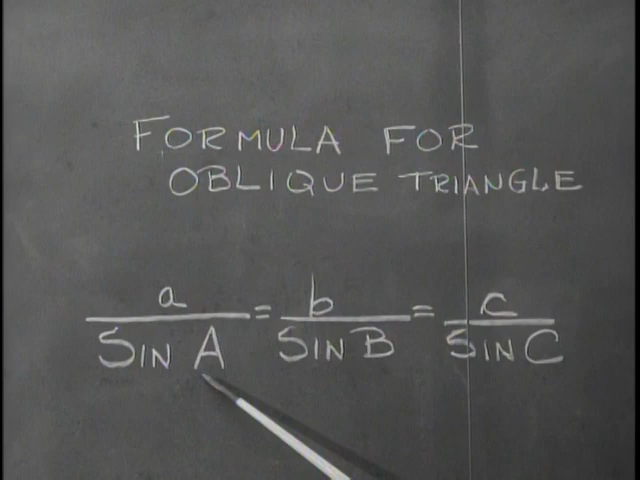 FORMULA FOR
OBLIQUE TRIANGLE
a = b = c
SIN A SIN B SIN C